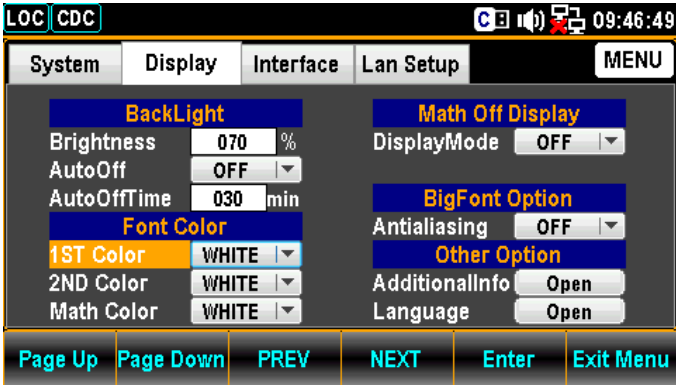 LOC CDC C 09:46:49
System Display Interface Lan Setup MENU
BackLight
Brightness 070 %
AutoOff OFF
AutoOffTime 030 min
Font Color
1ST Color WHITE
2ND Color WHITE
Math Color WHITE
Math Off Display
DisplayMode OFF
BigFont Option
Antialiasing OFF
Other Option
AdditionalInfo Open
Language Open
Page Up Page Down PREV NEXT Enter Exit Menu